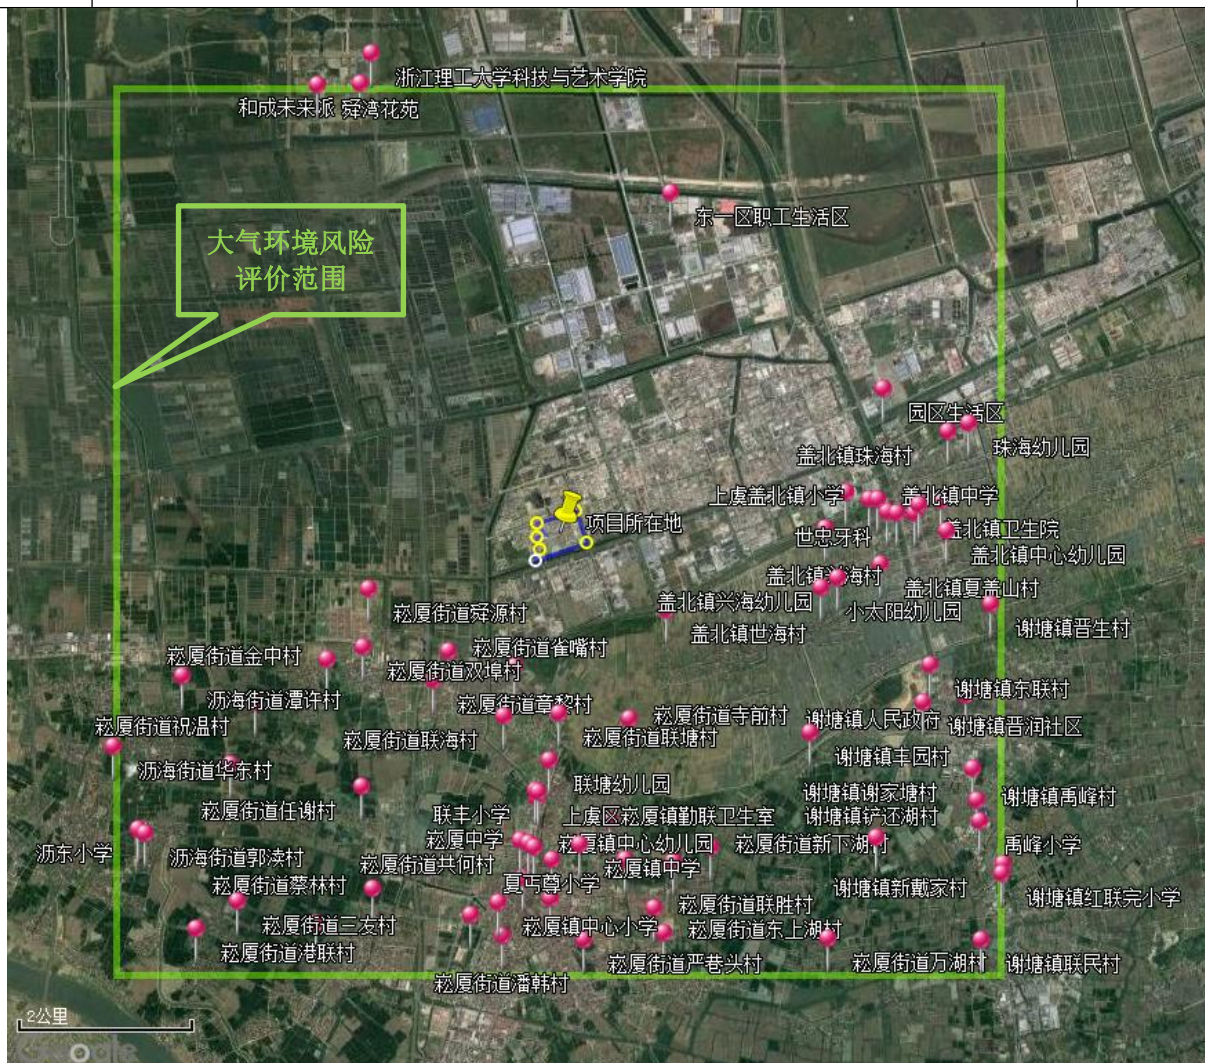 浙江理工大学科技与艺术学院
和成未来派
舜湾花苑
东一区职工生活区
大气环境风险
评价范围
园区生活区
珠海幼儿园
盖北镇珠海村
上虞盖北镇小学
盖北镇中学
项目所在地
世忠牙科
盖北镇卫生院
盖北镇中心幼儿园
盖北镇兴海村
盖北镇夏盖山村
盖北镇兴海幼儿园
小太阳幼儿园
崧厦街道舜源村
盖北镇世海村
谢塘镇晋生村
崧厦街道雀嘴村
崧厦街道金中村
崧厦街道双埠村
谢塘镇东联村
沥海街道潭许村
崧厦街道章黎村
崧厦街道寺前村
谢塘镇人民政府
谢塘镇晋润社区
崧厦街道祝温村
崧厦街道联海村
崧厦街道联塘村
谢塘镇丰园村
沥海街道华东村
联塘幼儿园
谢塘镇谢家塘村
谢塘镇禹峰村
崧厦街道任谢村
联丰小学
上虞区崧厦镇勤联卫生室
谢塘镇铲还湖村
崧厦中学
崧厦镇中心幼儿园
崧厦街道新下湖村
禹峰小学
沥东小学
沥海街道郭渎村
崧厦街道共何村
崧厦镇中学
崧厦街道蔡林村
夏丏尊小学
谢塘镇新戴家村
谢塘镇红联完小学
崧厦街道联胜村
崧厦街道三友村
崧厦镇中心小学
崧厦街道东上湖村
崧厦街道港联村
崧厦街道严巷头村
崧厦街道万湖村
谢塘镇联民村
崧厦街道潘韩村
2公里
Google